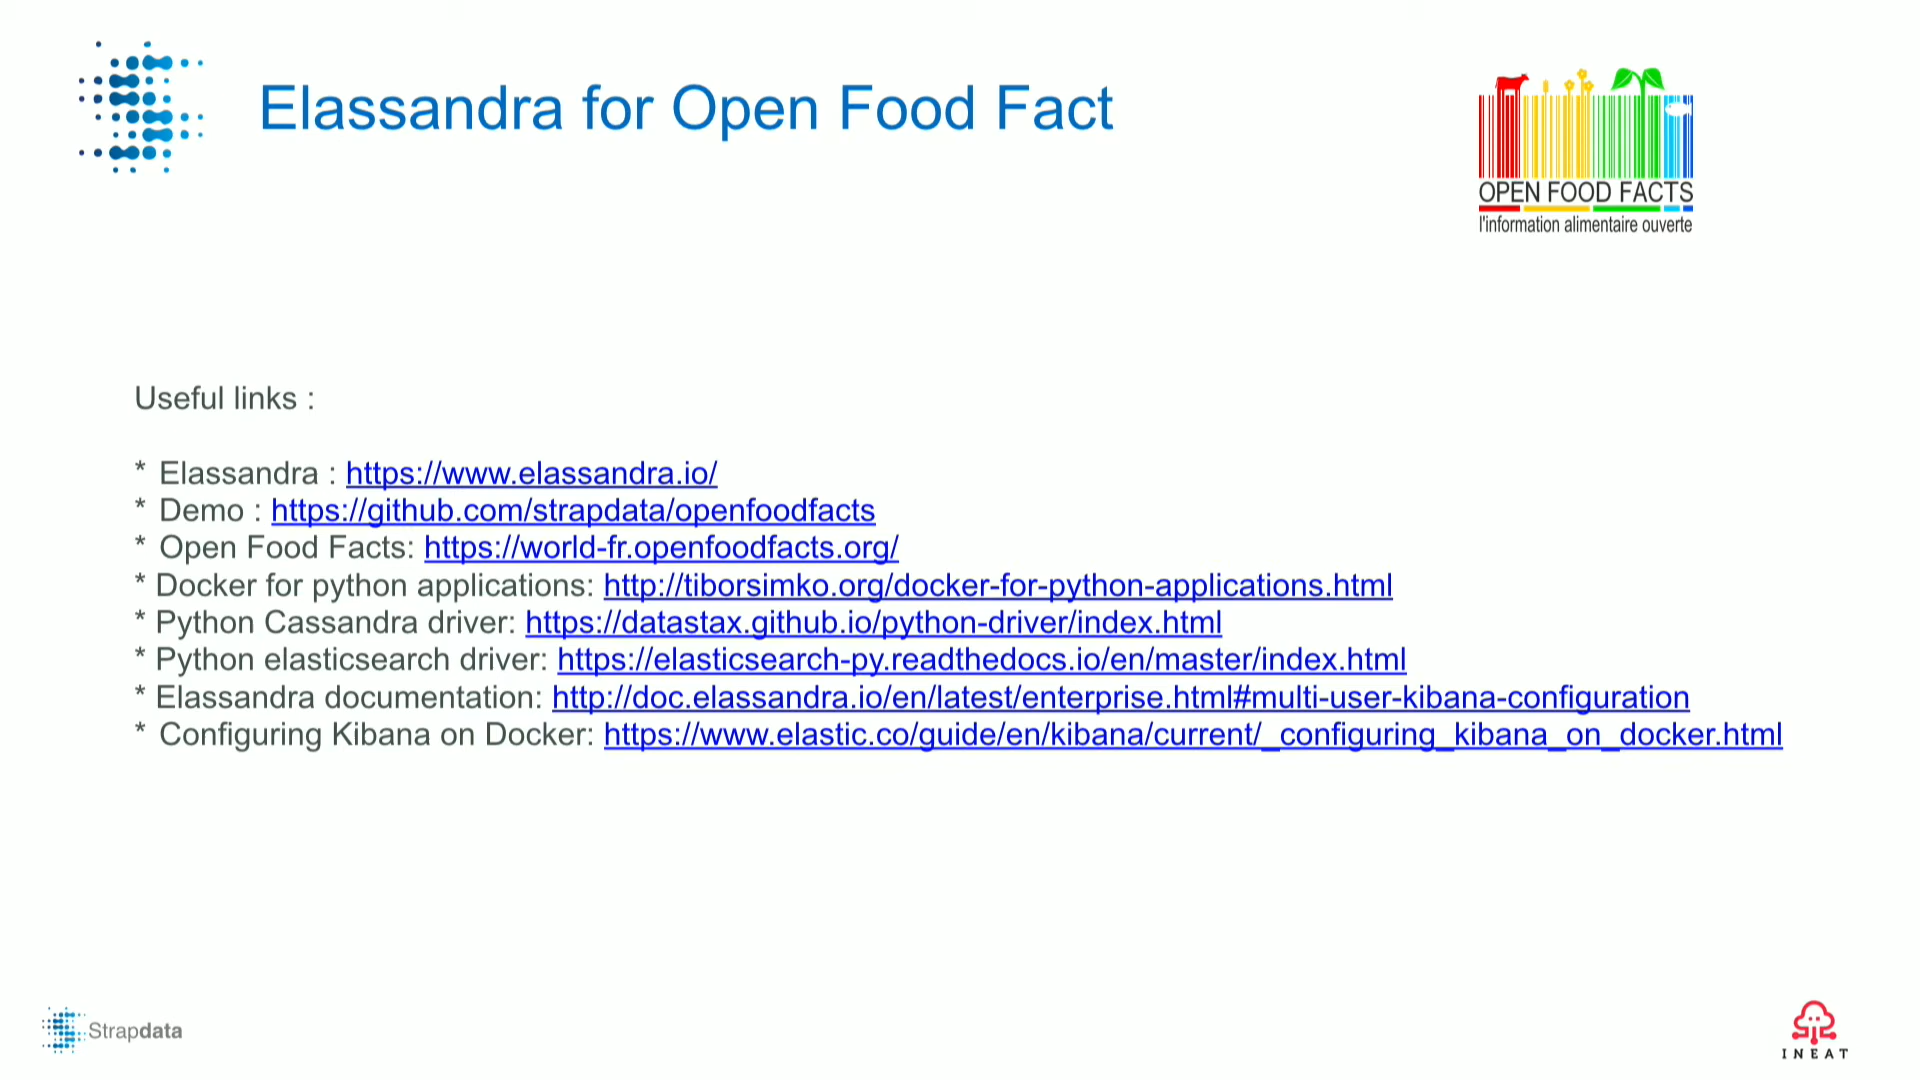 Elassandra for Open Food Fact
OPEN FOOD FACTS
l'information alimentaire ouverte
Useful links :
* Elassandra : https://www.elassandra.io/
* Demo : https://github.com/strapdata/openfoodfacts
* Open Food Facts: https://world-fr.openfoodfacts.org/
* Docker for python applications: http://tiborsimko.org/docker-for-python-applications.html
* Python Cassandra driver: https://datastax.github.io/python-driver/index.html
* Python elasticsearch driver: https://elasticsearch-py.readthedocs.io/en/master/index.html
* Elassandra documentation: http://doc.elassandra.io/en/latest/enterprise.html#multi-user-kibana-configuration
* Configuring Kibana on Docker: https://www.elastic.co/guide/en/kibana/current/_configuring_kibana_on_docker.html
Strapdata
INEAT